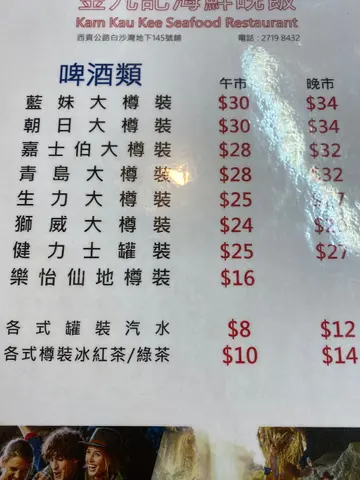 Kam Kau Kee Seafood Restaurant
西貢公路白沙灣地下145號舖 電話：2719 8432
啤酒類 午市 晚市
藍妹大樽裝 $30 $34
朝日大樽裝 $30 $34
嘉士伯大樽裝 $28 $32
青島大樽裝 $28 $32
生力大樽裝 $25
獅威大樽裝 $24
健力士罐裝 $25 $27
樂怡仙地樽裝 $16
各式罐裝汽水 $8 $12
各式樽裝冰紅茶/綠茶 $10 $14